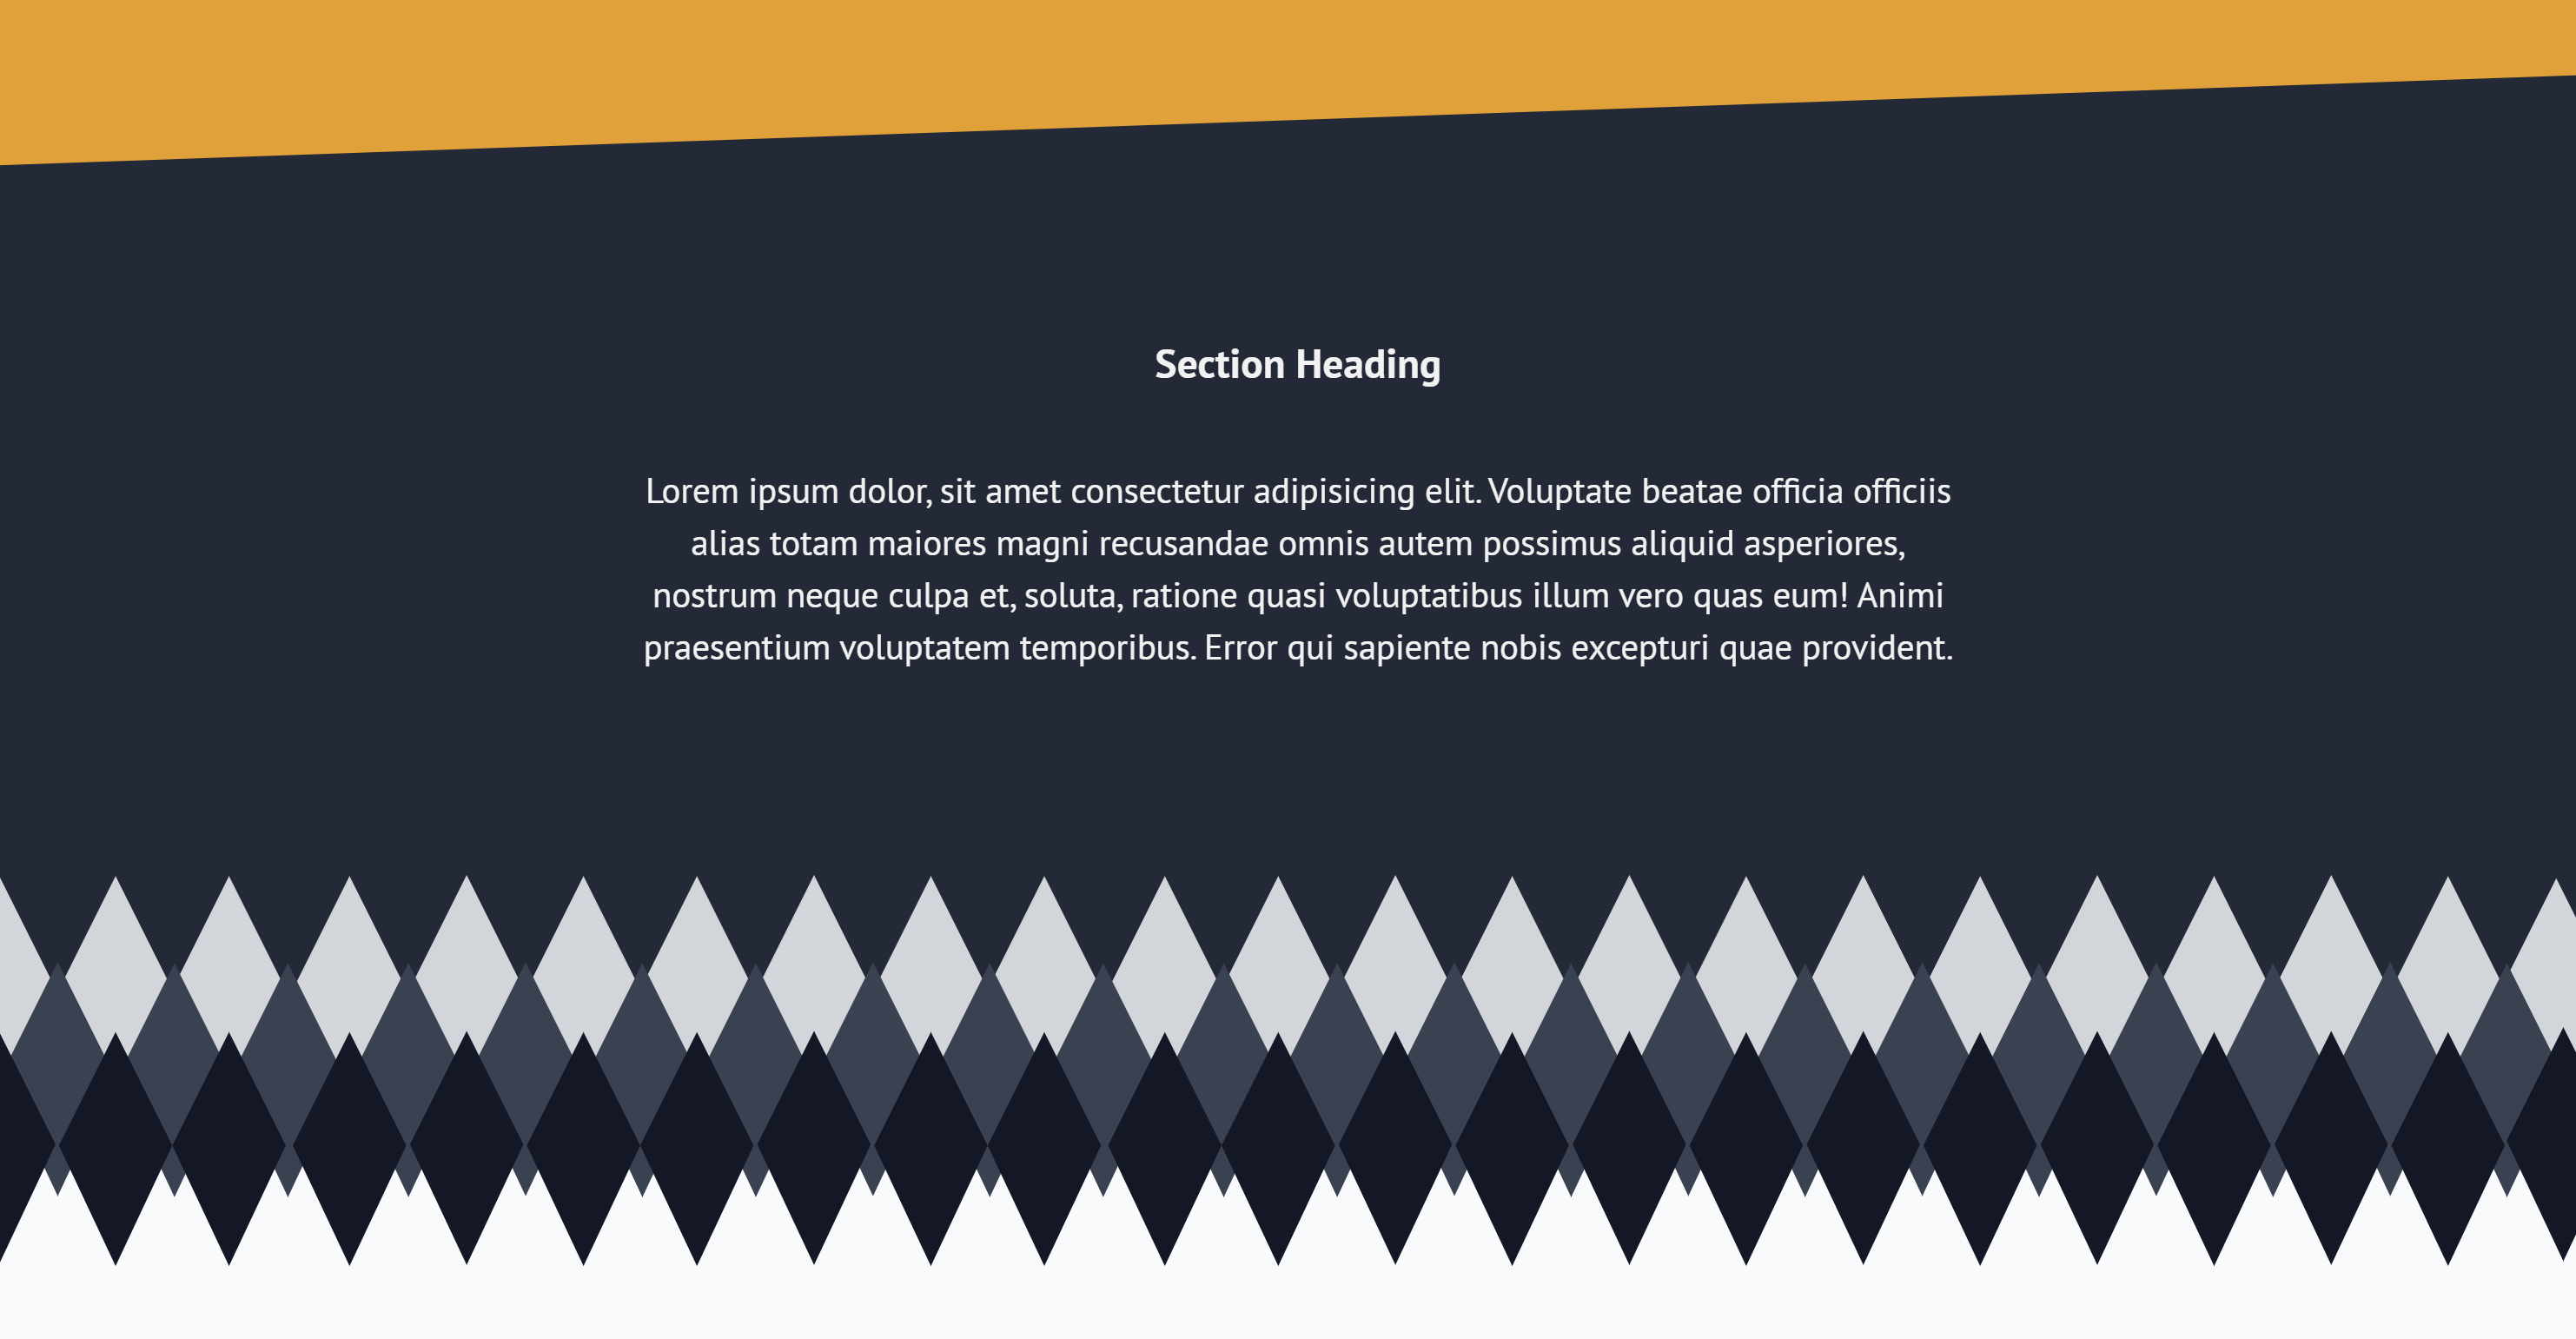 Section Heading
Lorem ipsum dolor, sit amet consectetur adipisicing elit. Voluptate beatae officia officiis
alias totam maiores magni recusandae omnis autem possimus aliquid asperiores,
nostrum neque culpa et, soluta, ratione quasi voluptatibus illum vero quas eum! Animi
praesentium voluptatem temporibus. Error qui sapiente nobis excepturi quae provident.